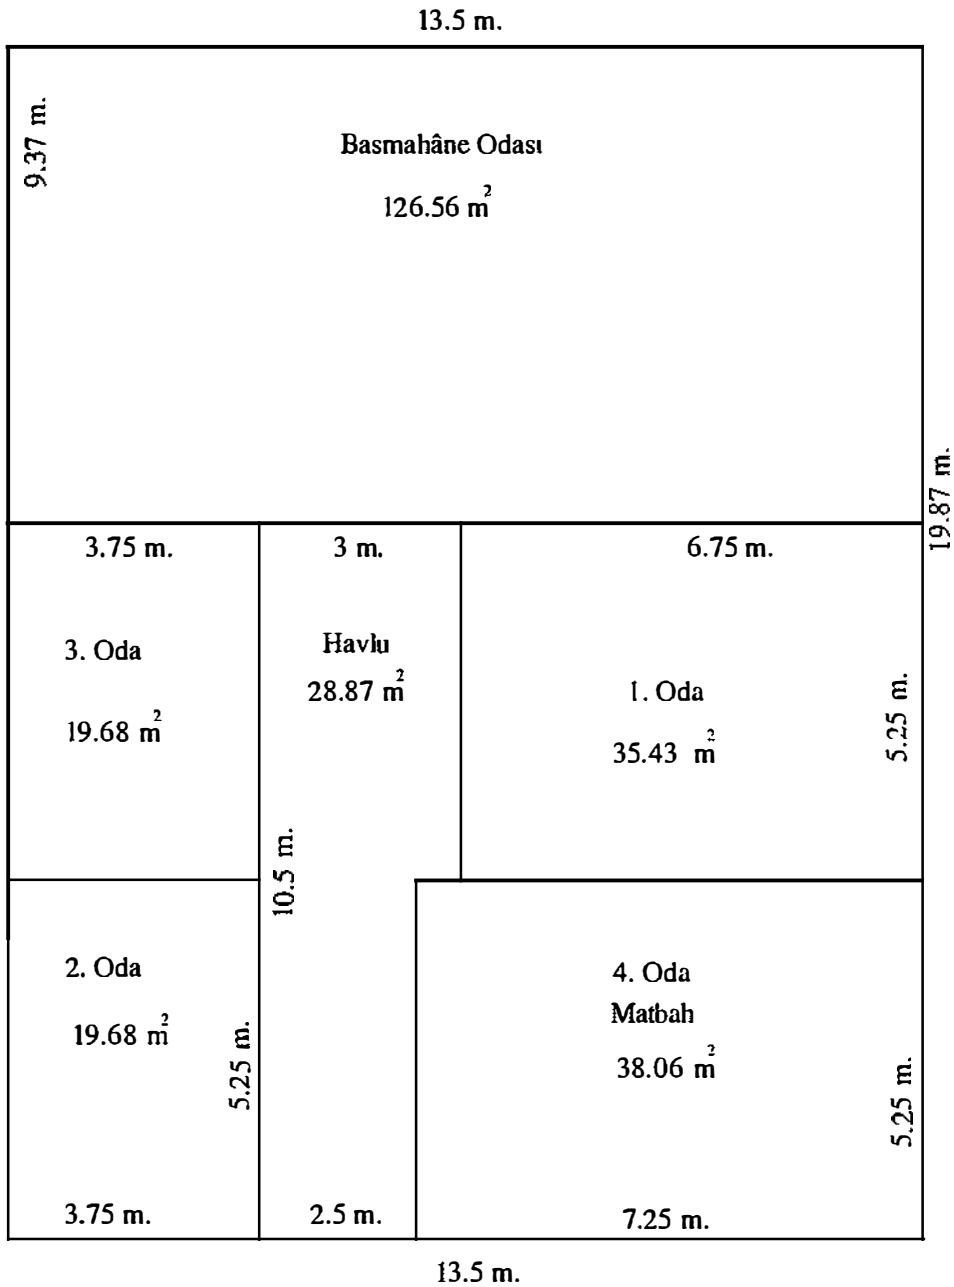 13.5 m.
9.37 m.
Basmahâne Odası
126.56 m²
19.87 m.
3.75 m.
3 m.
6.75 m.
3. Oda
19.68 m²
Havlu
28.87 m²
1. Oda
35.43 m²
5.25 m.
10.5 m.
2. Oda
19.68 m²
5.25 m.
4. Oda
Matbah
38.06 m²
5.25 m.
3.75 m.
2.5 m.
7.25 m.
13.5 m.